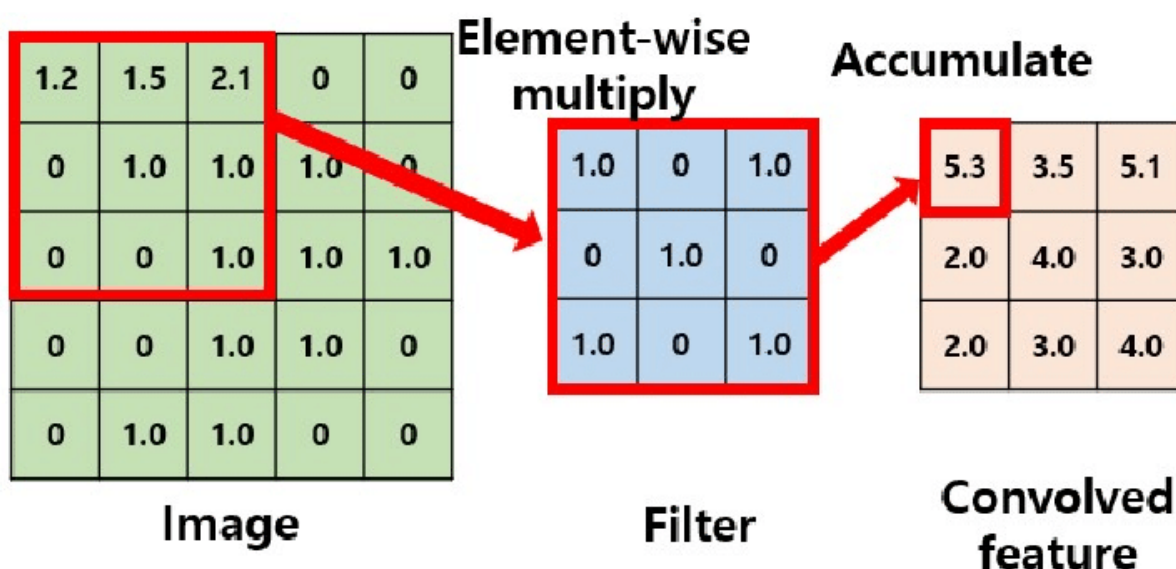 Element-wise
multiply
Accumulate
1.2 1.5 2.1 0 0
0 1.0 1.0 1.0 0
0 0 1.0 1.0 1.0
0 0 1.0 1.0 0
0 1.0 1.0 0 0
1.0 0 1.0
0 1.0 0
1.0 0 1.0
5.3 3.5 5.1
2.0 4.0 3.0
2.0 3.0 4.0
Image
Filter
Convolved
feature